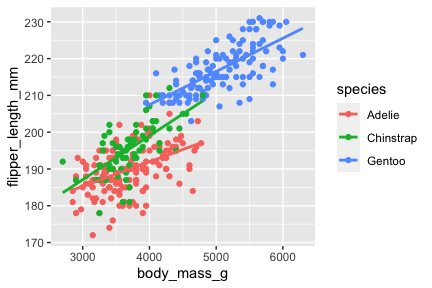 flipper_length_mm
230
220
210
200
190
180
170
3000
4000
5000
6000
body_mass_g
species
Adelie
Chinstrap
Gentoo